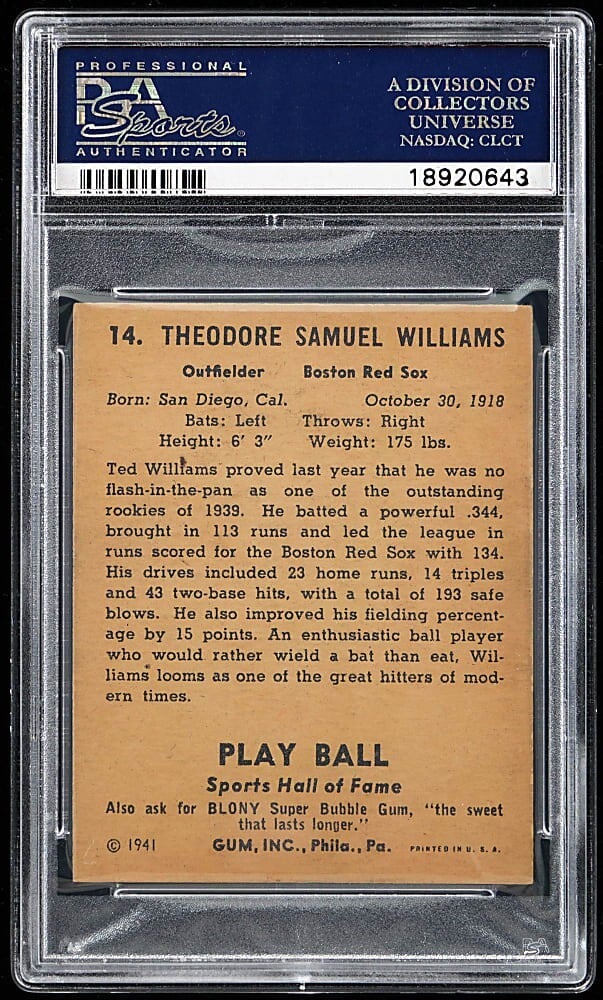 PROFESSIONAL
PSA
Sports
AUTHENTICATOR
A DIVISION OF
COLLECTORS
UNIVERSE
NASDAQ: CLCT
18920643
14. THEODORE SAMUEL WILLIAMS
Outfielder Boston Red Sox
Born: San Diego, Cal. October 30, 1918
Bats: Left Throws: Right
Height: 6' 3" Weight: 175 lbs.
Ted Williams proved last year that he was no
flash-in-the-pan as one of the outstanding
rookies of 1939. He batted a powerful .344,
brought in 113 runs and led the league in
runs scored for the Boston Red Sox with 134.
His drives included 23 home runs, 14 triples
and 43 two-base hits, with a total of 193 safe
blows. He also improved his fielding percent-
age by 15 points. An enthusiastic ball player
who would rather wield a bat than eat, Wil-
liams looms as one of the great hitters of mod-
ern times.
PLAY BALL
Sports Hall of Fame
Also ask for BLONY Super Bubble Gum, "the sweet
that lasts longer."
© 1941 GUM, INC., Phila., Pa. PRINTED IN U. S. A.
PSA